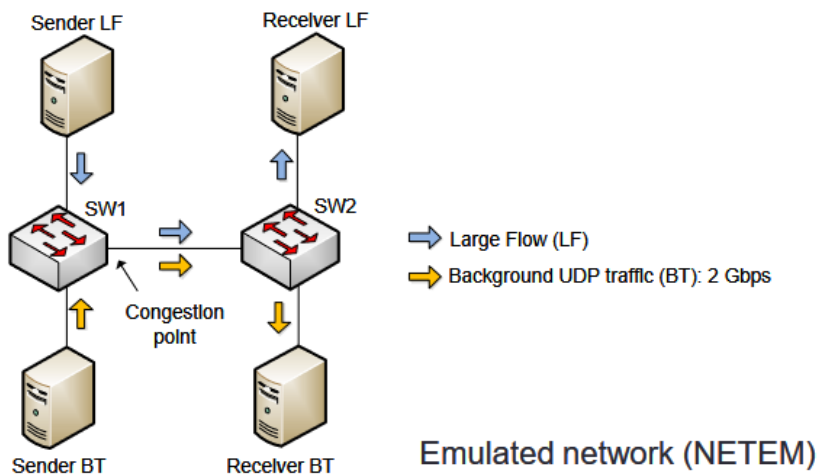 Sender LF
Receiver LF
SW1
SW2
Congestion
point
Large Flow (LF)
Background UDP traffic (BT): 2 Gbps
Sender BT
Receiver BT
Emulated network (NETEM)